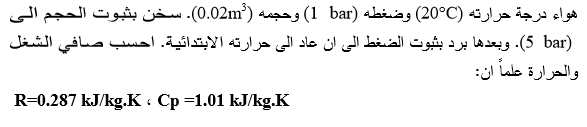 هواء درجة حرارته (20°C) وضغطه (1 bar) وحجمه (0.02m³). سخن بثبوت الحجم الى
(5 bar). وبعدها برد بثبوت الضغط الى ان عاد الى حرارته الابتدائية. احسب صافي الشغل
والحرارة علماً ان:
R=0.287 kJ/kg.K ، Cp =1.01 kJ/kg.K